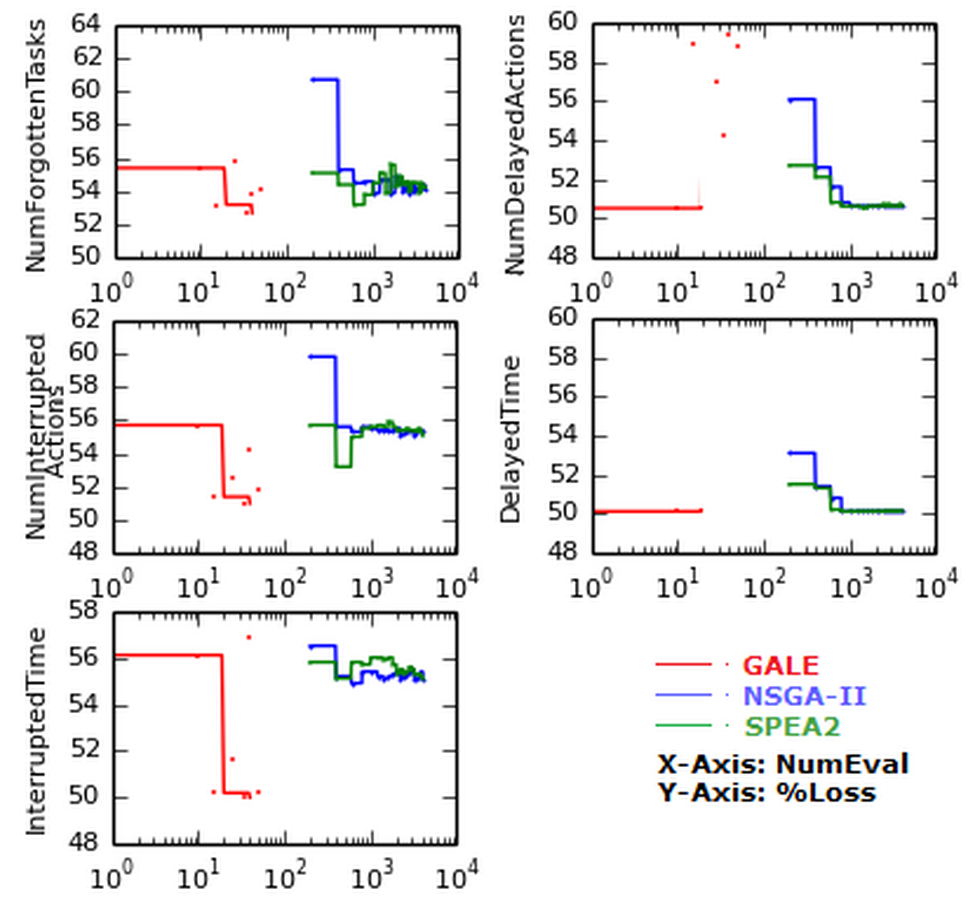 NumForgottenTasks
64
62
60
58
56
54
52
50
10^0 10^1 10^2 10^3 10^4
NumDelayedActions
60
58
56
54
52
50
48
10^0 10^1 10^2 10^3 10^4
NumInterrupted
Actions
62
60
58
56
54
52
50
48
10^0 10^1 10^2 10^3 10^4
DelayedTime
60
58
56
54
52
50
48
10^0 10^1 10^2 10^3 10^4
InterruptedTime
58
56
54
52
50
48
10^0 10^1 10^2 10^3 10^4
GALE
NSGA-II
SPEA2
X-Axis: NumEval
Y-Axis: %Loss